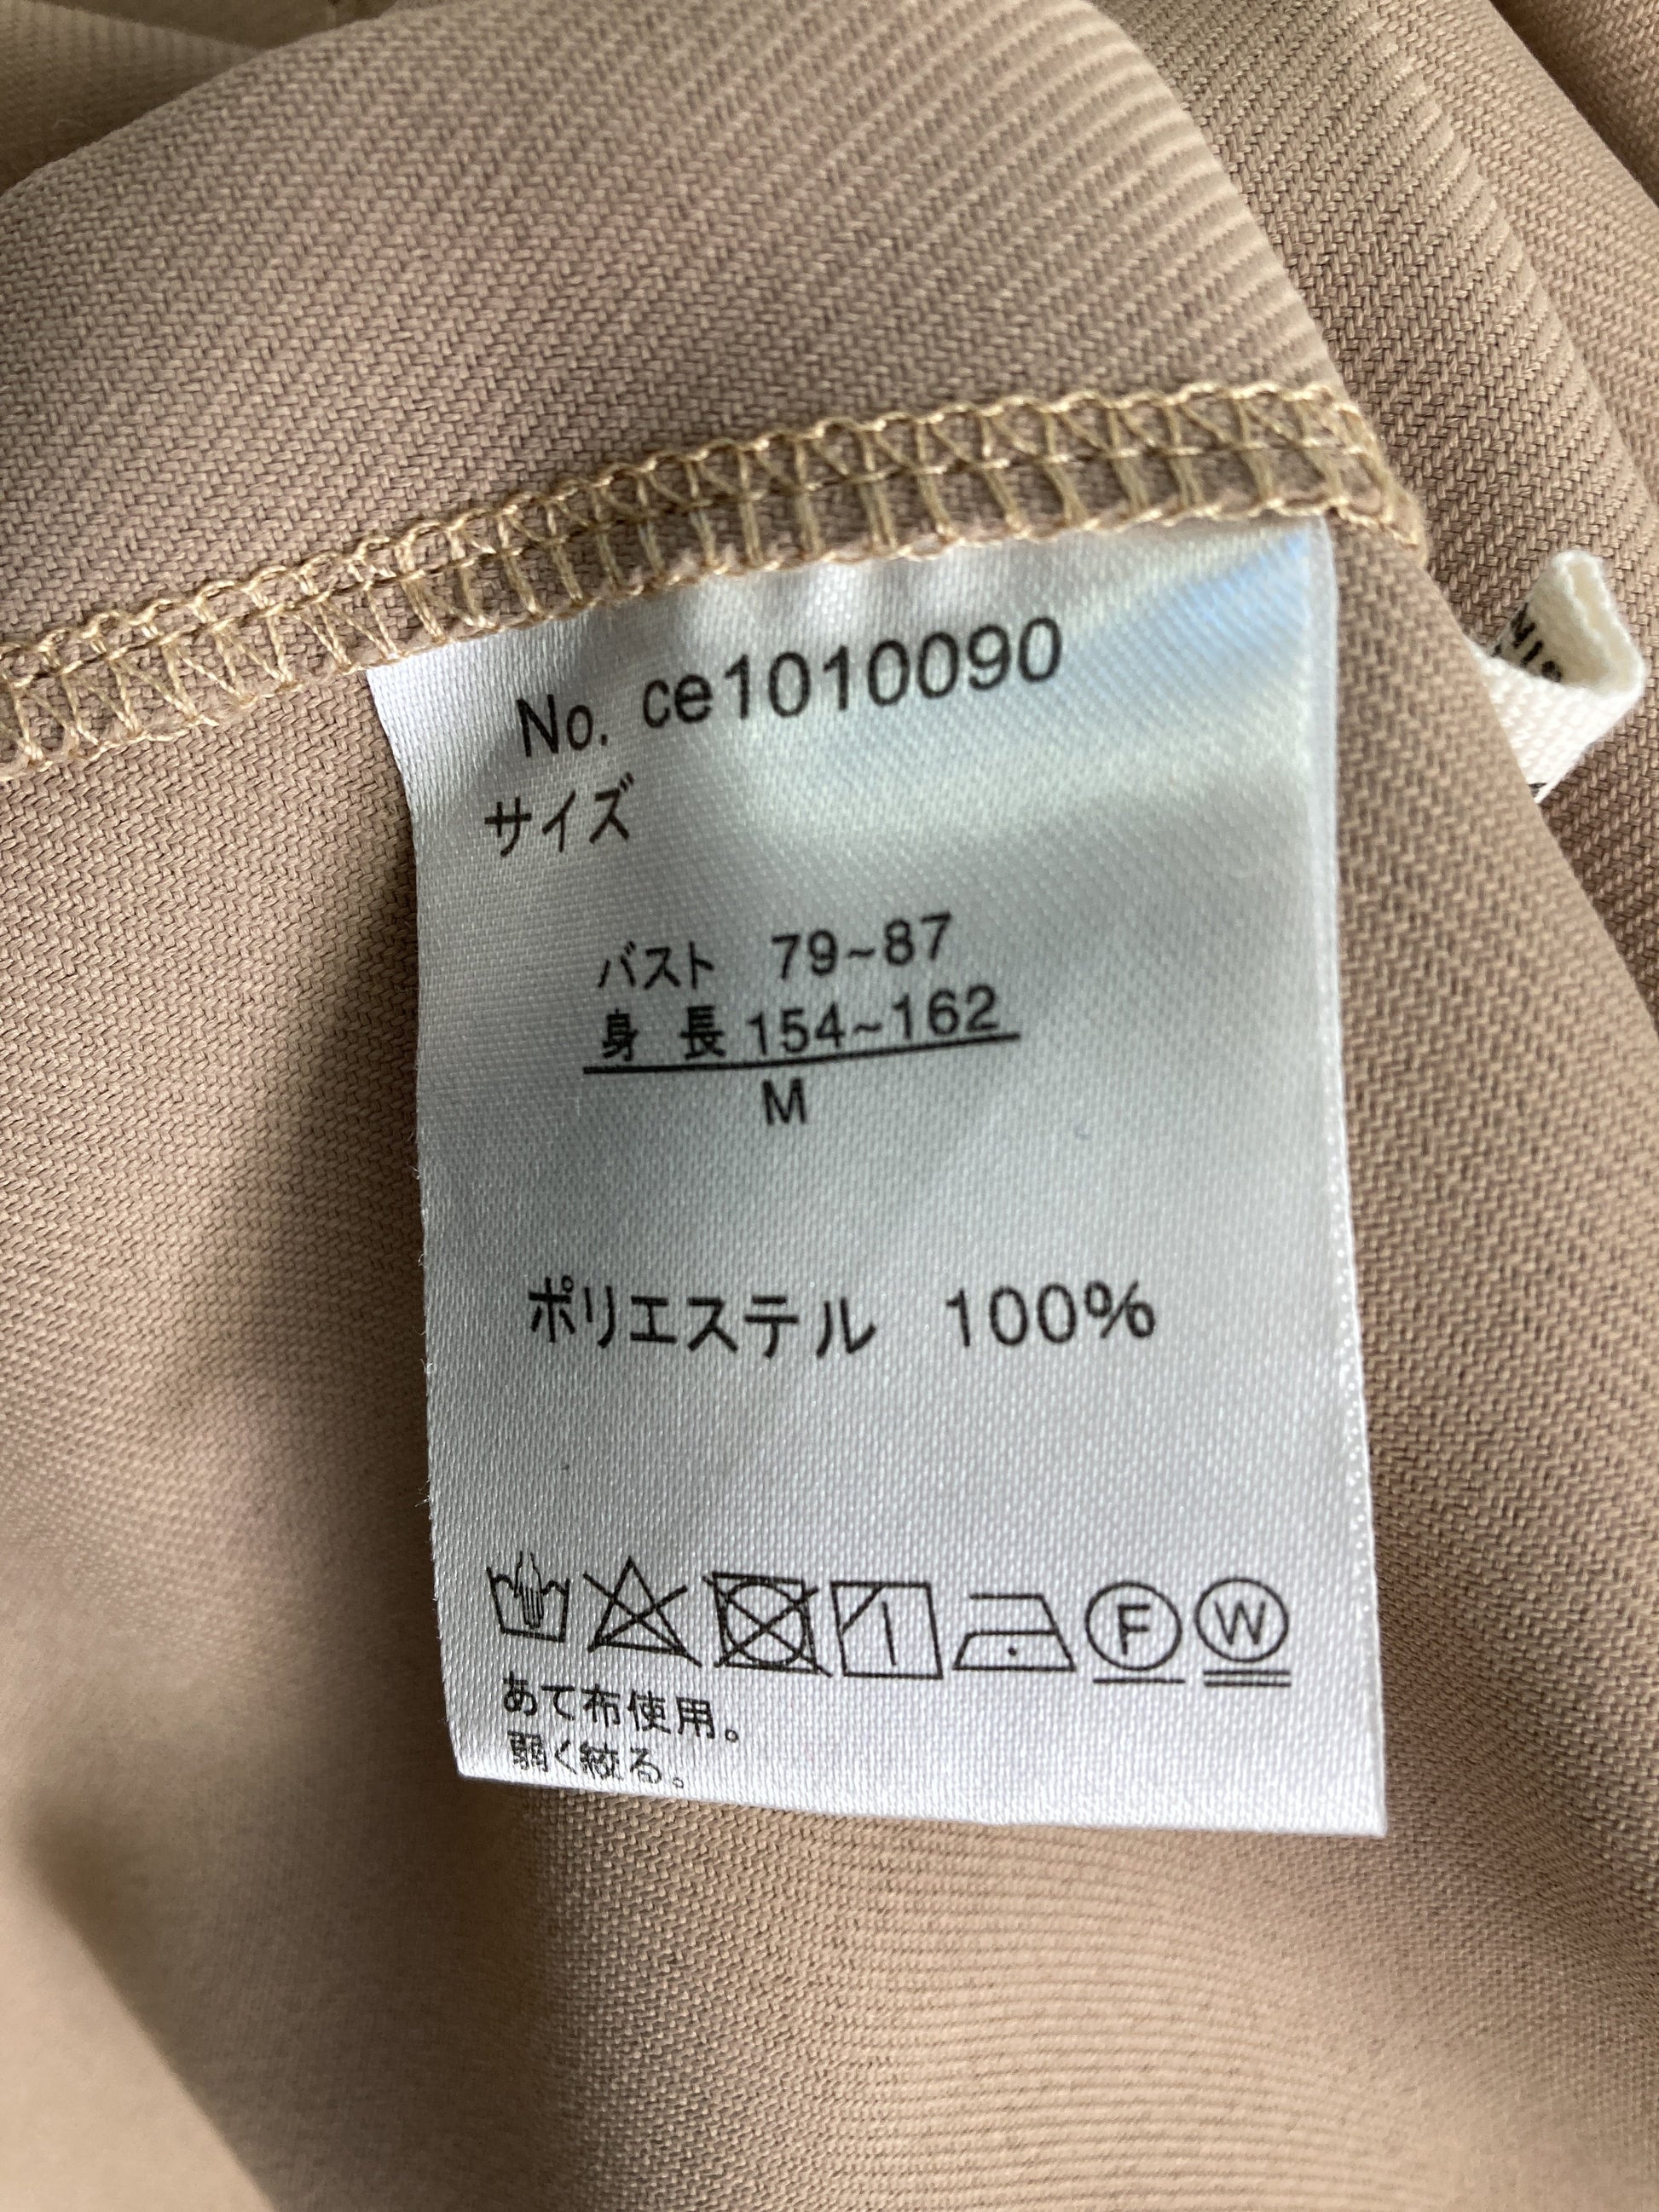 No. ce1010090
サイズ
バスト 79~87
身 長 154~162
M
ポリエステル 100%
F W
あて布使用。
弱く絞る。